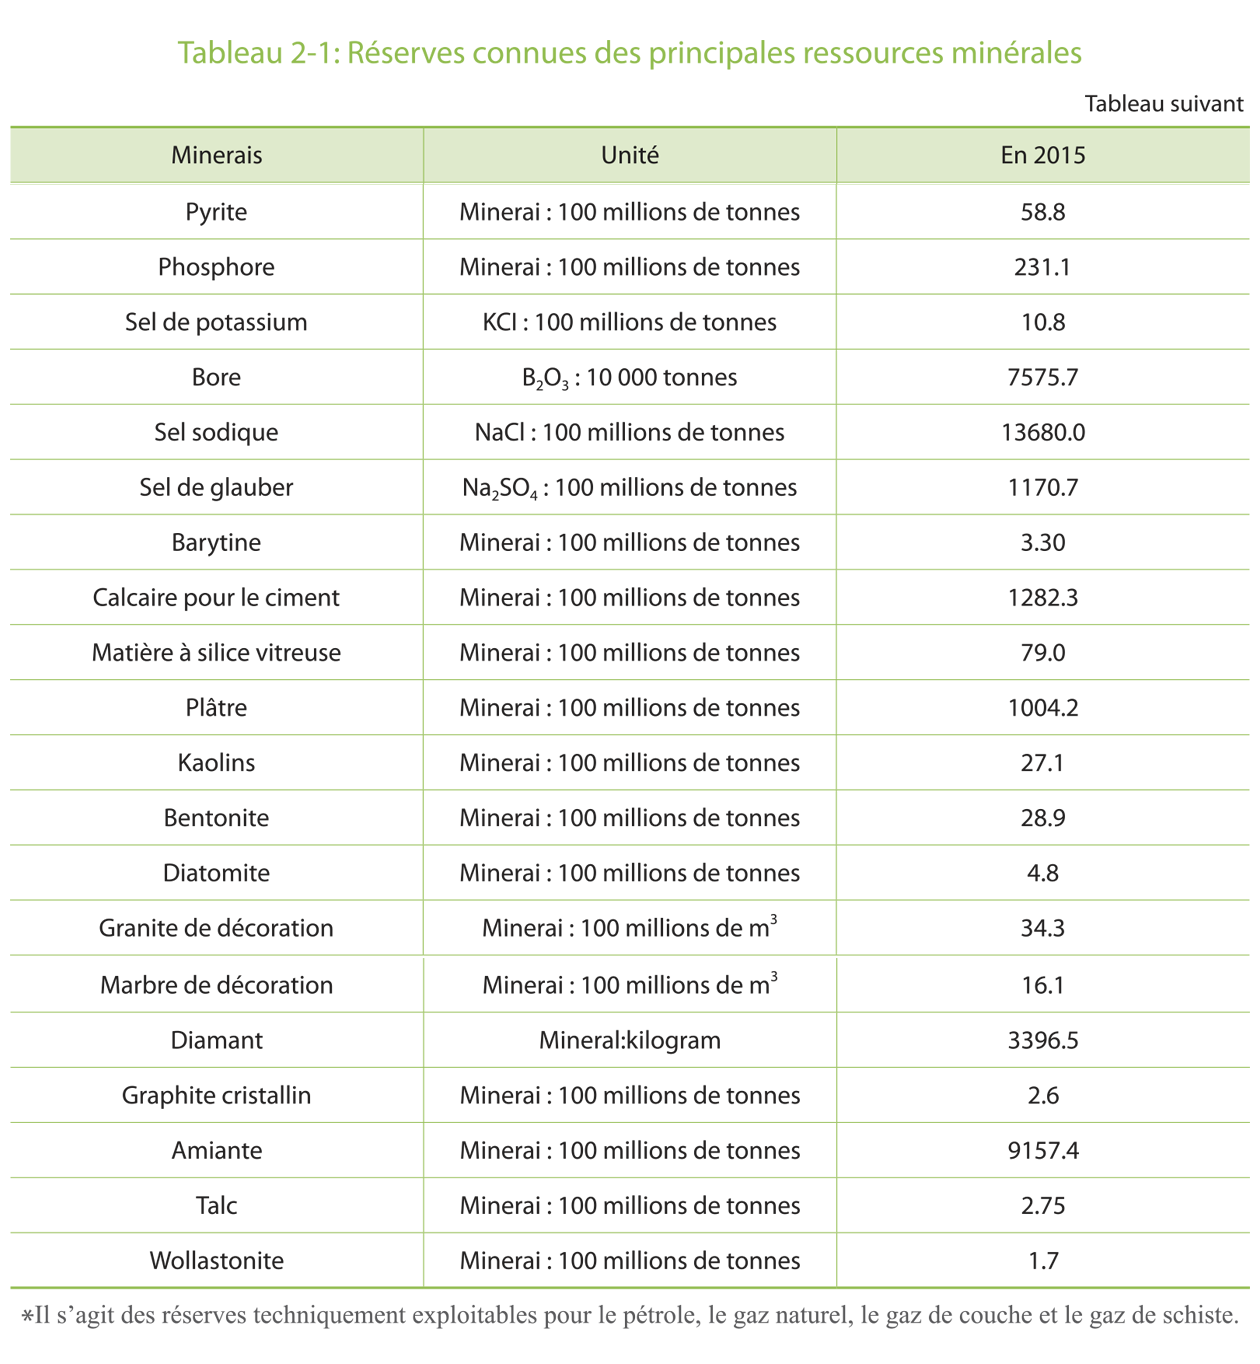 Tableau 2-1: Réserves connues des principales ressources minérales
Tableau suivant
Minerais Unité En 2015
Pyrite Minerai : 100 millions de tonnes 58.8
Phosphore Minerai : 100 millions de tonnes 231.1
Sel de potassium KCI : 100 millions de tonnes 10.8
Bore B₂O₃ : 10 000 tonnes 7575.7
Sel sodique NaCl : 100 millions de tonnes 13680.0
Sel de glauber Na₂SO₄ : 100 millions de tonnes 1170.7
Barytine Minerai : 100 millions de tonnes 3.30
Calcaire pour le ciment Minerai : 100 millions de tonnes 1282.3
Matière à silice vitreuse Minerai : 100 millions de tonnes 79.0
Plâtre Minerai : 100 millions de tonnes 1004.2
Kaolins Minerai : 100 millions de tonnes 27.1
Bentonite Minerai : 100 millions de tonnes 28.9
Diatomite Minerai : 100 millions de tonnes 4.8
Granite de décoration Minerai : 100 millions de m³ 34.3
Marbre de décoration Minerai : 100 millions de m³ 16.1
Diamant Mineral:kilogram 3396.5
Graphite cristallin Minerai : 100 millions de tonnes 2.6
Amiante Minerai : 100 millions de tonnes 9157.4
Talc Minerai : 100 millions de tonnes 2.75
Wollastonite Minerai : 100 millions de tonnes 1.7
*Il s’agit des réserves techniquement exploitables pour le pétrole, le gaz naturel, le gaz de couche et le gaz de schiste.